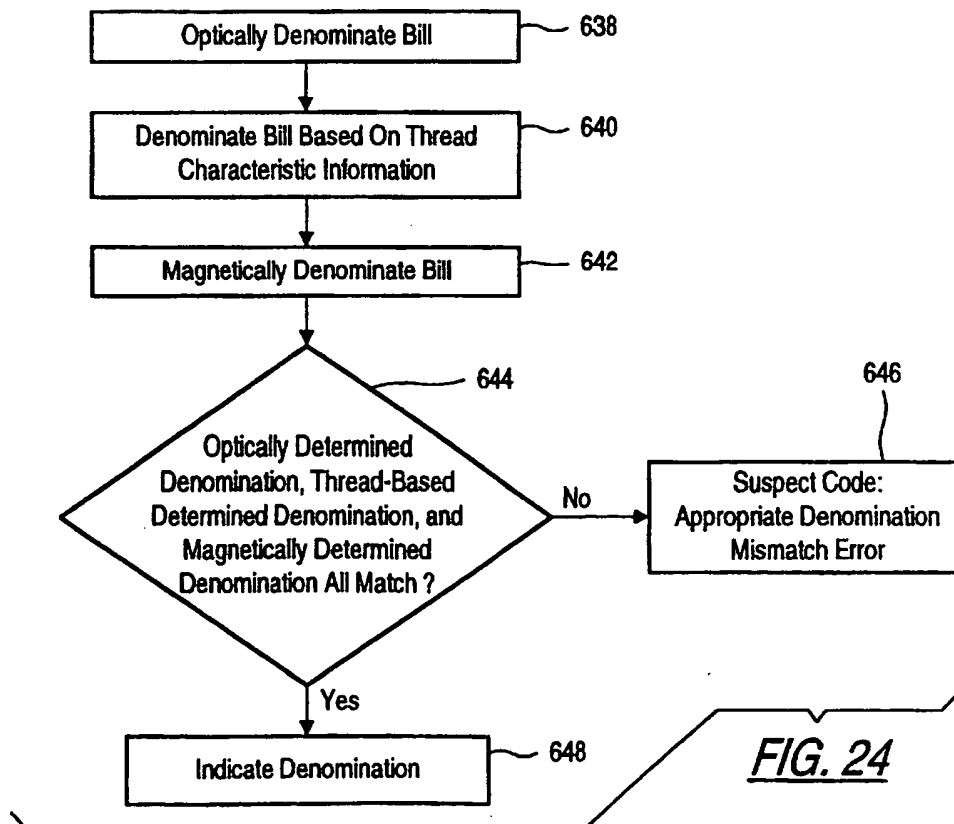 Optically Denominate Bill
638
Denominate Bill Based On Thread
Characteristic Information
640
Magnetically Denominate Bill
642
644
Optically Determined
Denomination, Thread-Based
Determined Denomination, and
Magnetically Determined
Denomination All Match ?
No
646
Suspect Code:
Appropriate Denomination
Mismatch Error
Yes
Indicate Denomination
648
FIG. 24